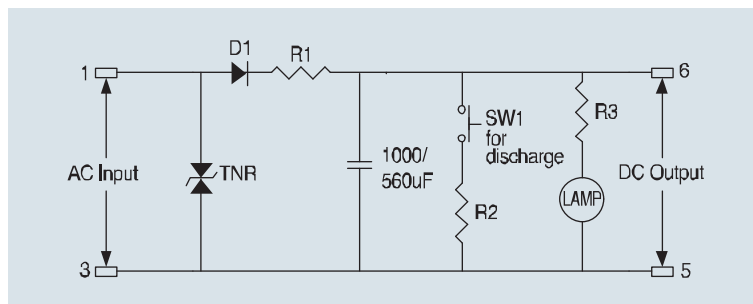 D1
R1
1
6
SW1
for
discharge
R3
AC Input
TNR
1000/
560uF
R2
LAMP
DC Output
3
5